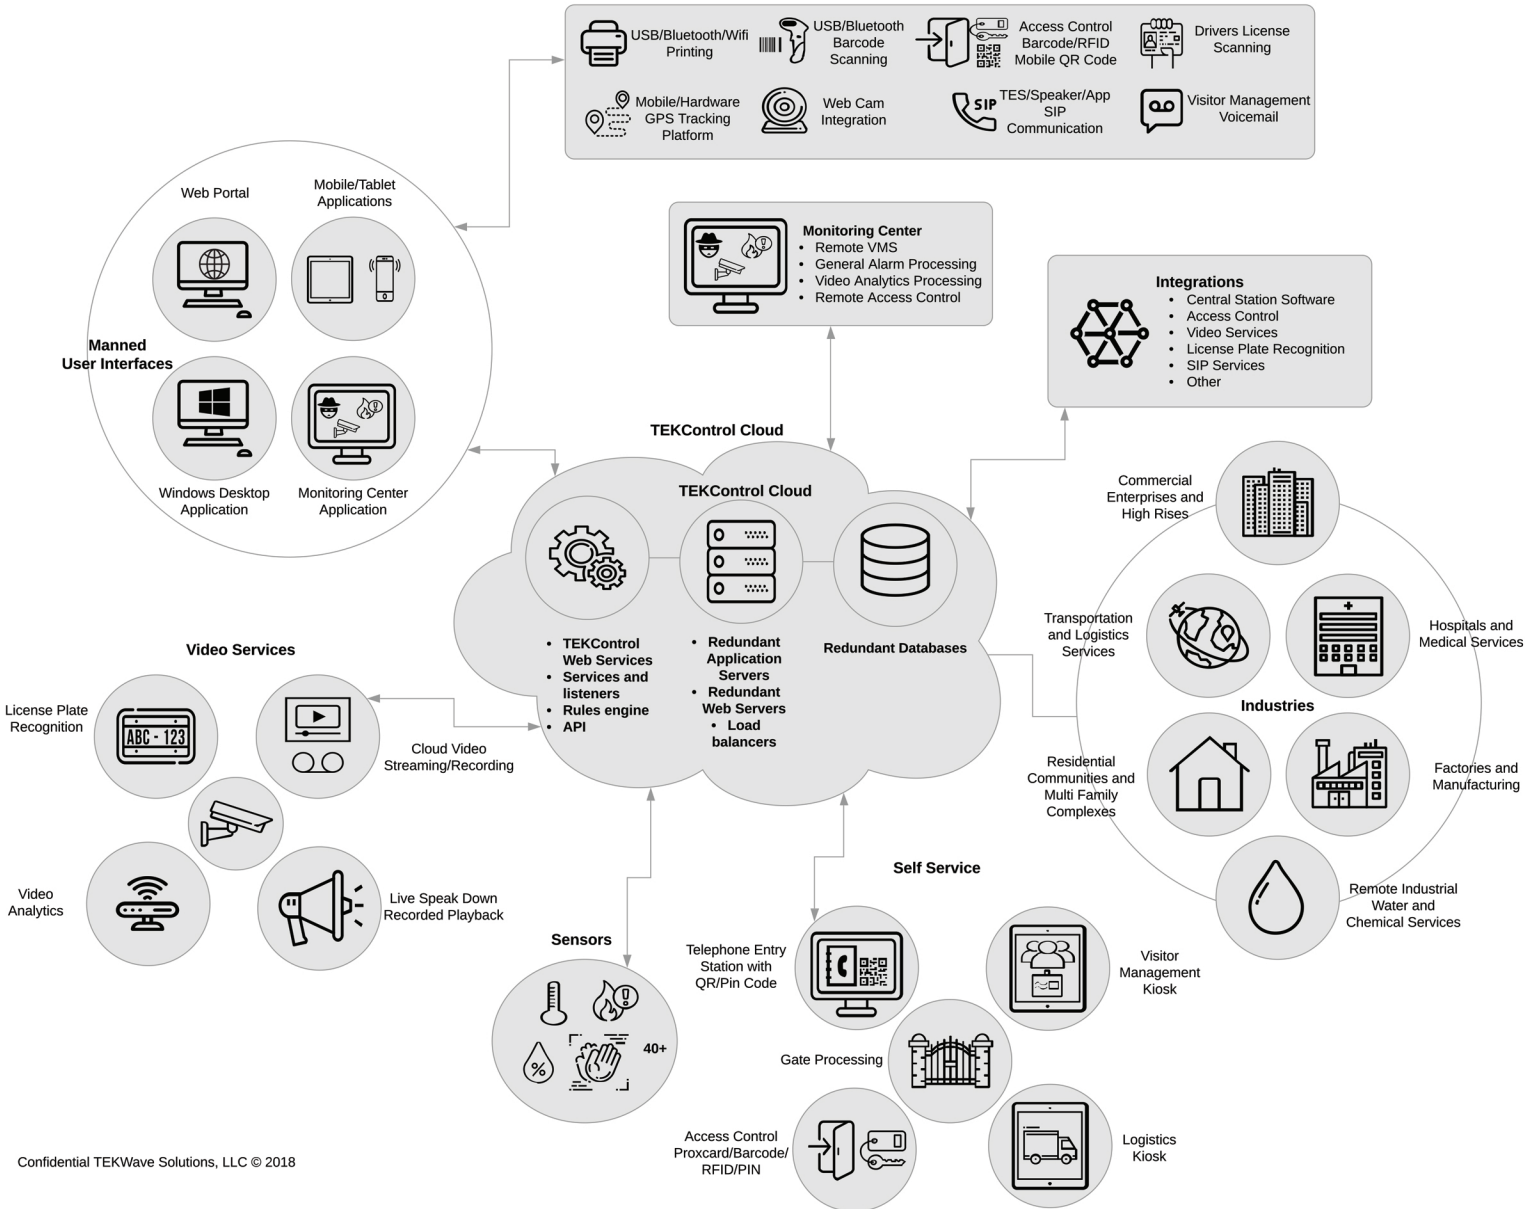 USB/Bluetooth/Wifi
Printing
USB/Bluetooth
Barcode
Scanning
Access Control
Barcode/RFID
Mobile QR Code
Drivers License
Scanning
Mobile/Hardware
GPS Tracking
Platform
Web Cam
Integration
SIP
TES/Speaker/App
SIP
Communication
Visitor Management
Voicemail
Web Portal
Mobile/Tablet
Applications
Manned
User Interfaces
Windows Desktop
Application
Monitoring Center
Application
Monitoring Center
• Remote VMS
• General Alarm Processing
• Video Analytics Processing
• Remote Access Control
Integrations
• Central Station Software
• Access Control
• Video Services
• License Plate Recognition
• SIP Services
• Other
TEKControl Cloud
TEKControl Cloud
• TEKControl
Web Services
• Services and
listeners
• Rules engine
• API
• Redundant
Application
Servers
• Redundant
Web Servers
• Load
balancers
Redundant Databases
Commercial
Enterprises and
High Rises
Transportation
and Logistics
Services
Hospitals and
Medical Services
Industries
Residential
Communities and
Multi Family
Complexes
Factories and
Manufacturing
Remote Industrial
Water and
Chemical Services
Video Services
License Plate
Recognition
ABC - 123
Cloud Video
Streaming/Recording
Video
Analytics
Live Speak Down
Recorded Playback
Sensors
%
40+
Self Service
Telephone Entry
Station with
QR/Pin Code
Visitor
Management
Kiosk
Gate Processing
Access Control
Proxcard/Barcode/
RFID/PIN
Logistics
Kiosk
Confidential TEKWave Solutions, LLC © 2018